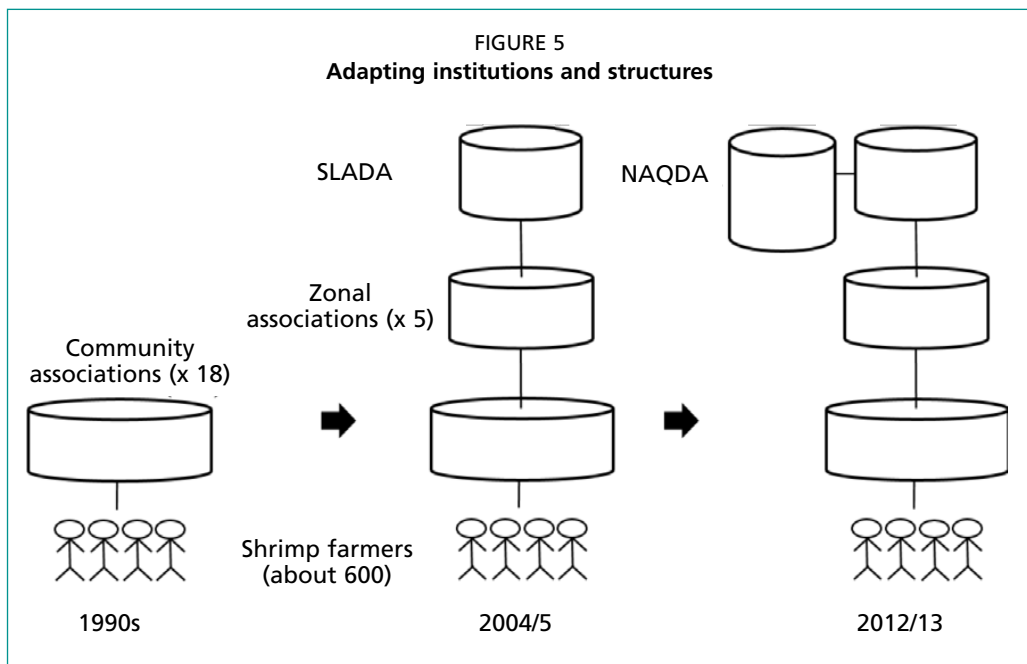 FIGURE 5
Adapting institutions and structures
SLADA
NAQDA
Zonal
associations (x 5)
Community
associations (x 18)
Shrimp farmers
(about 600)
1990s
2004/5
2012/13